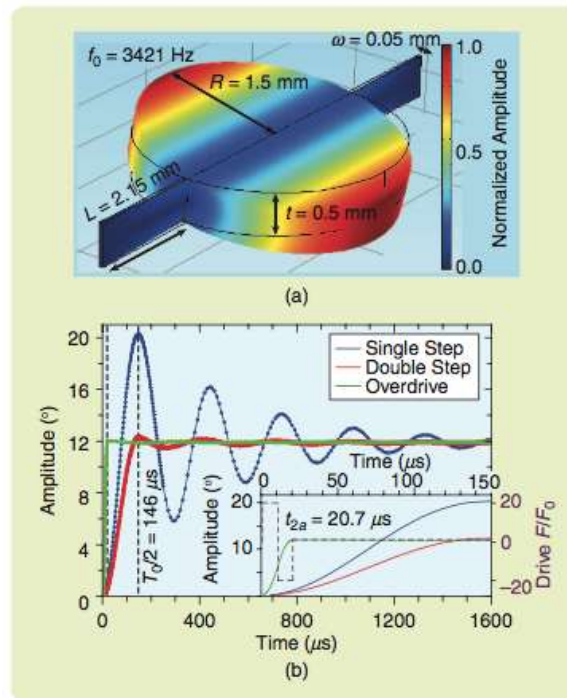 f₀ = 3421 Hz
ω = 0.05 mm
R = 1.5 mm
L = 2.15 mm
t = 0.5 mm
1.0
0.5
0.0
Normalized Amplitude
(a)
20
16
12
8
4
0
Amplitude (°)
Single Step
Double Step
Overdrive
T₀/2 = 146 μs
Time (μs)
0 50 100 150
20
10
0
Amplitude (°)
t₂ₐ = 20.7 μs
20
0
−20
Drive F/F₀
0 400 800 1200 1600
Time (μs)
(b)